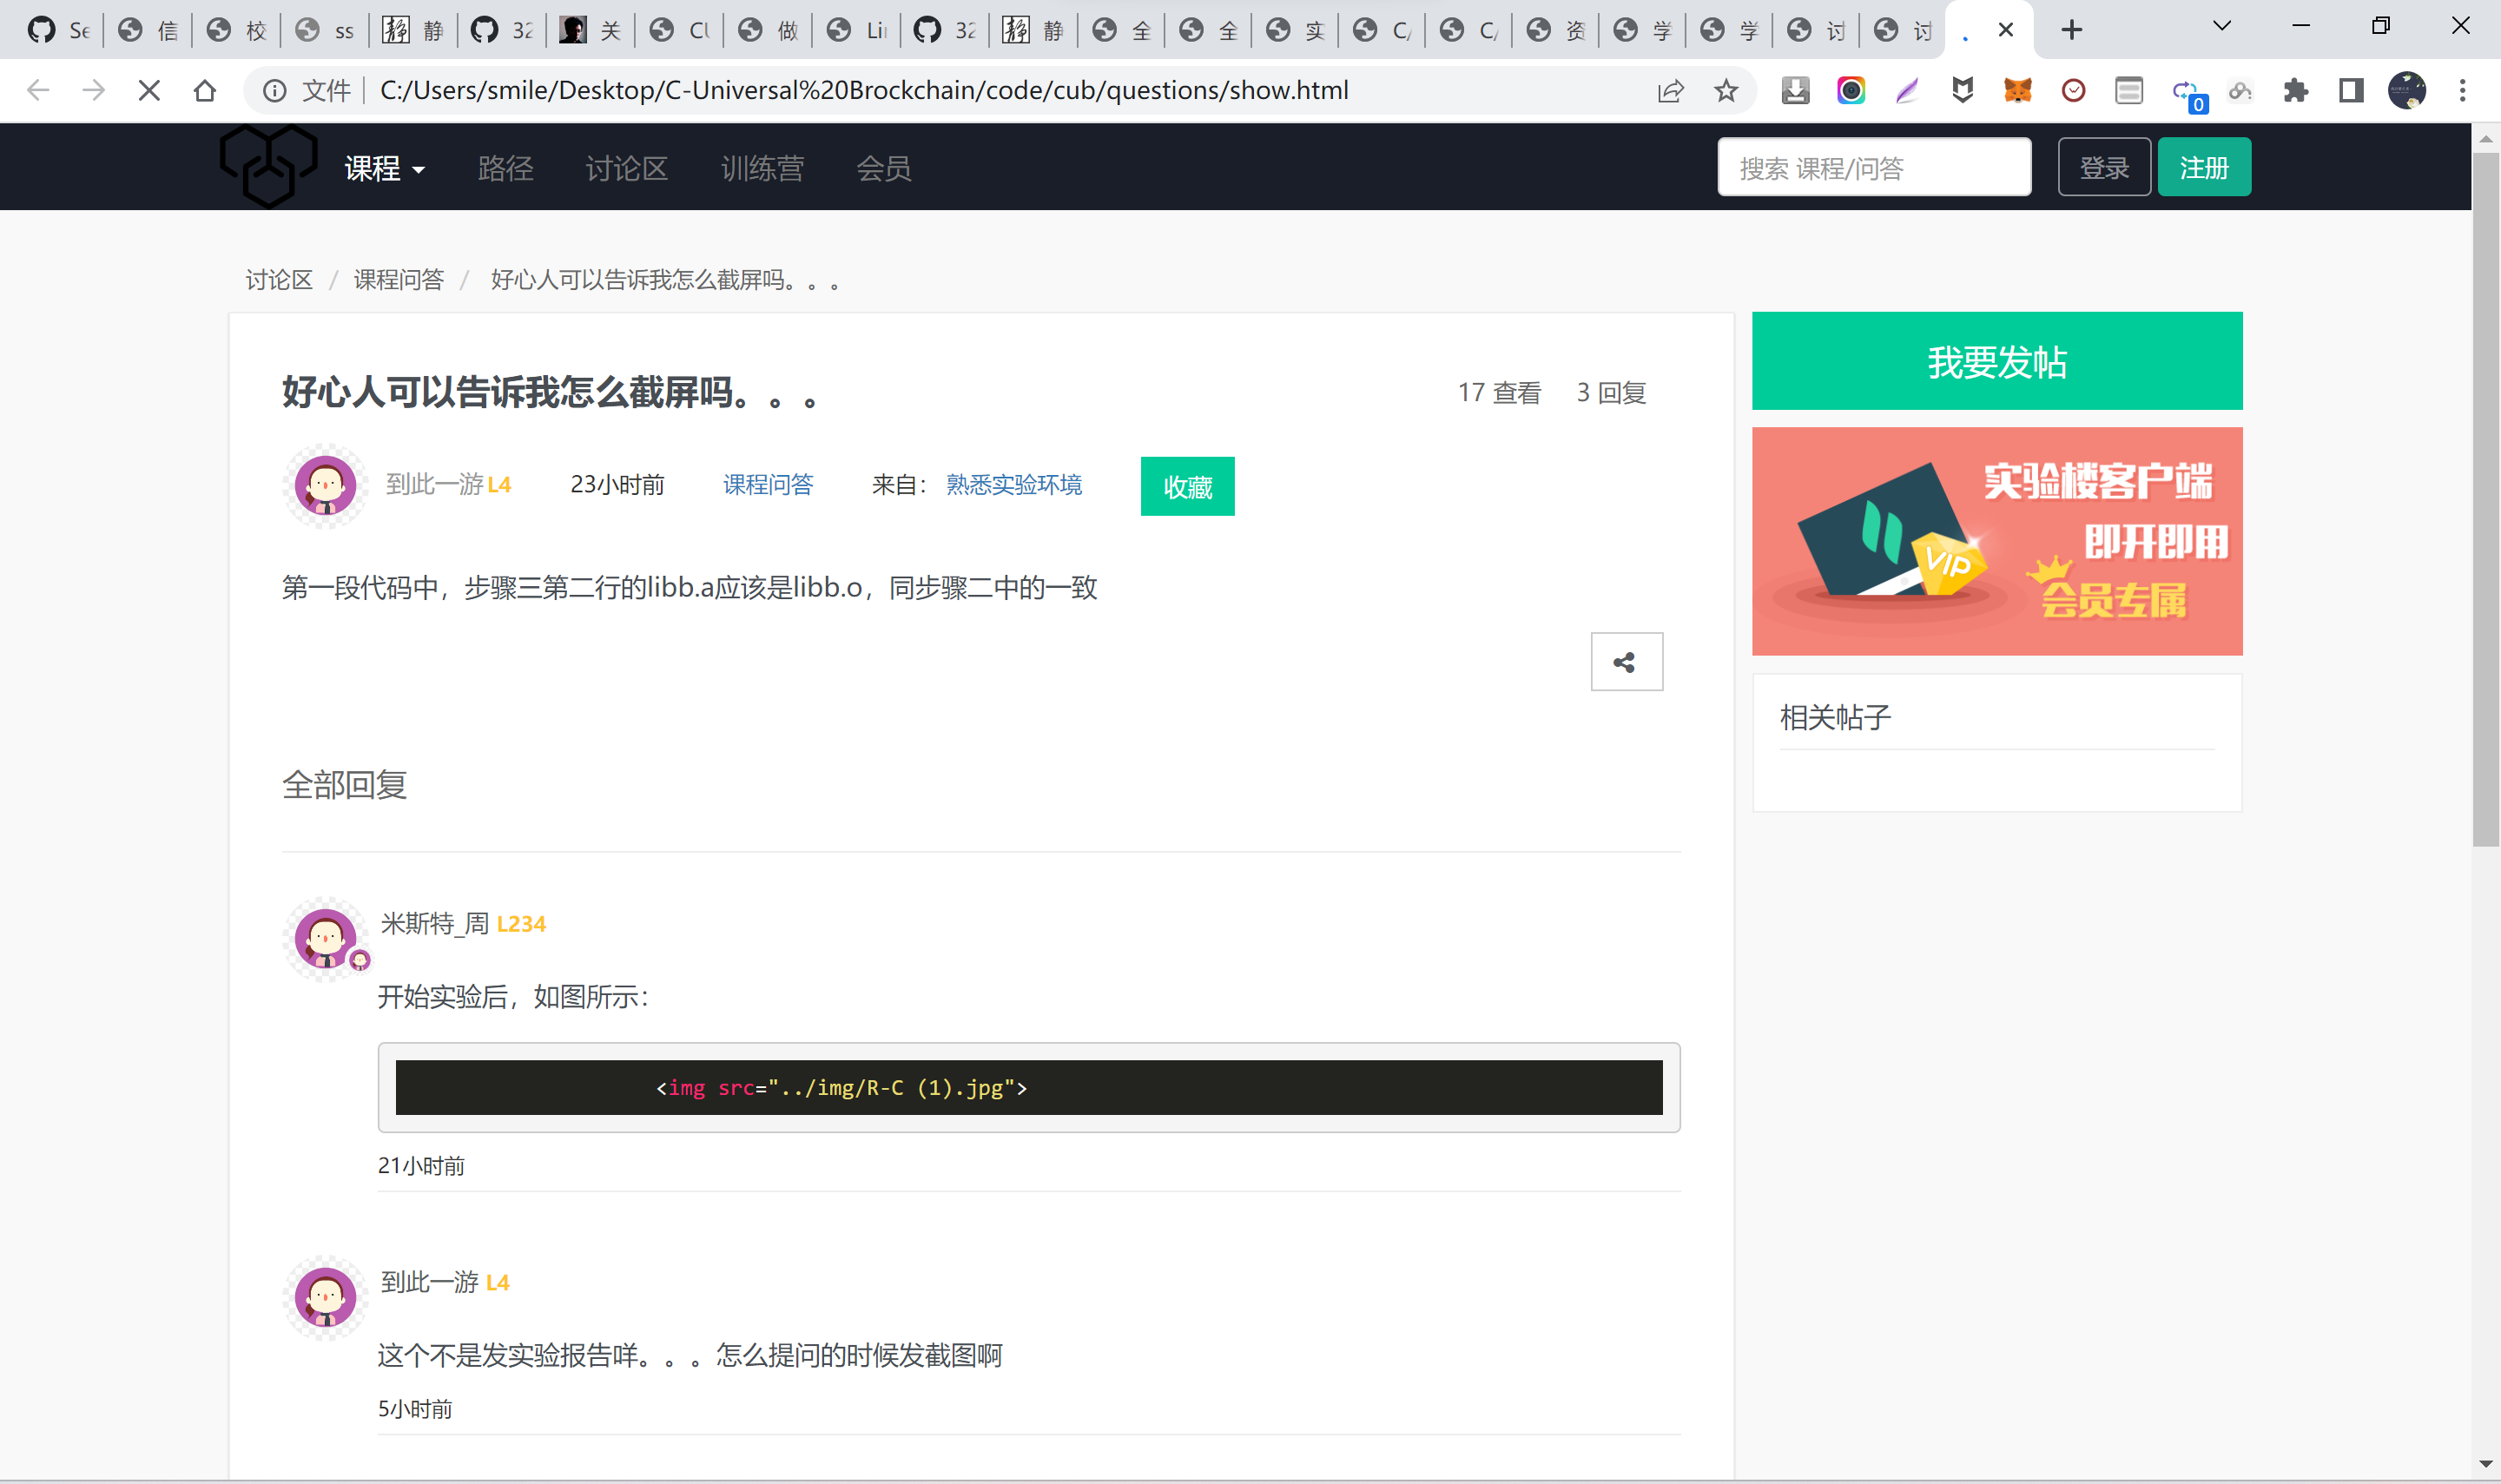 Se 信 校 ss 静 32 关 CU 做 Lin 32 静 全 全 实 C/ C/ 资 学 学 讨 讨
文件 C:/Users/smile/Desktop/C-Universal%20Brockchain/code/cub/questions/show.html 0
课程 路径 讨论区 训练营 会员 搜索 课程/问答 登录 注册
讨论区 / 课程问答 / 好心人可以告诉我怎么截屏吗。。。
好心人可以告诉我怎么截屏吗。。。 17 查看 3 回复
到此一游 L4 23小时前 课程问答 来自： 熟悉实验环境 收藏
第一段代码中，步骤三第二行的libb.a应该是libb.o，同步骤二中的一致
我要发帖
实验楼客户端
即开即用
VIP
会员专属
相关帖子
全部回复
米斯特_周 L234
开始实验后，如图所示：
<img src="../img/R-C (1).jpg">
21小时前
到此一游 L4
这个不是发实验报告咩。。。怎么提问的时候发截图啊
5小时前